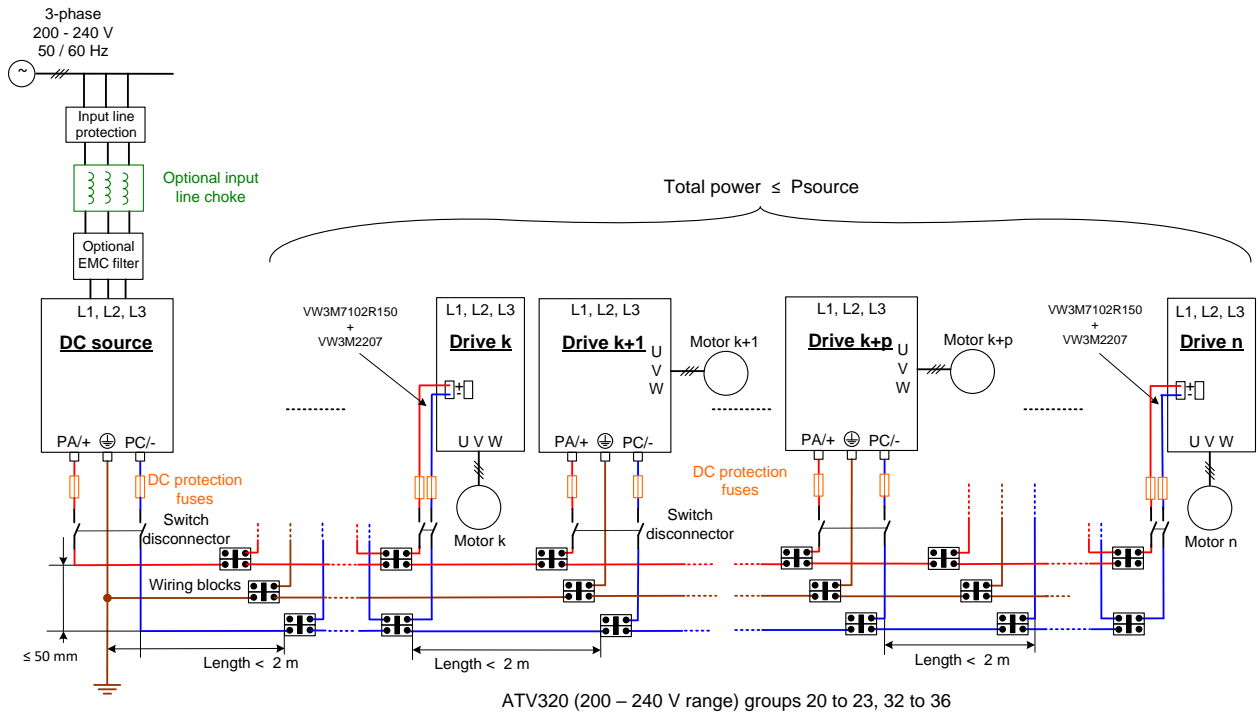 3-phase
200 - 240 V
50 / 60 Hz
~
Input line
protection
Optional input
line choke
Optional
EMC filter
Total power ≤ Psource
L1, L2, L3
DC source
PA/+
PC/-
DC protection
fuses
Switch
disconnector
Wiring blocks
≤ 50 mm
Length < 2 m
VW3M7102R150
+
VW3M2207
L1, L2, L3
Drive k
+
-
U V W
Motor k
L1, L2, L3
Drive k+1
U
V
W
Motor k+1
PA/+
PC/-
Switch
disconnector
Length < 2 m
L1, L2, L3
Drive k+p
U
V
W
Motor k+p
PA/+
PC/-
DC protection
fuses
Length < 2 m
VW3M7102R150
+
VW3M2207
L1, L2, L3
Drive n
+
-
U V W
Motor n
ATV320 (200 – 240 V range) groups 20 to 23, 32 to 36